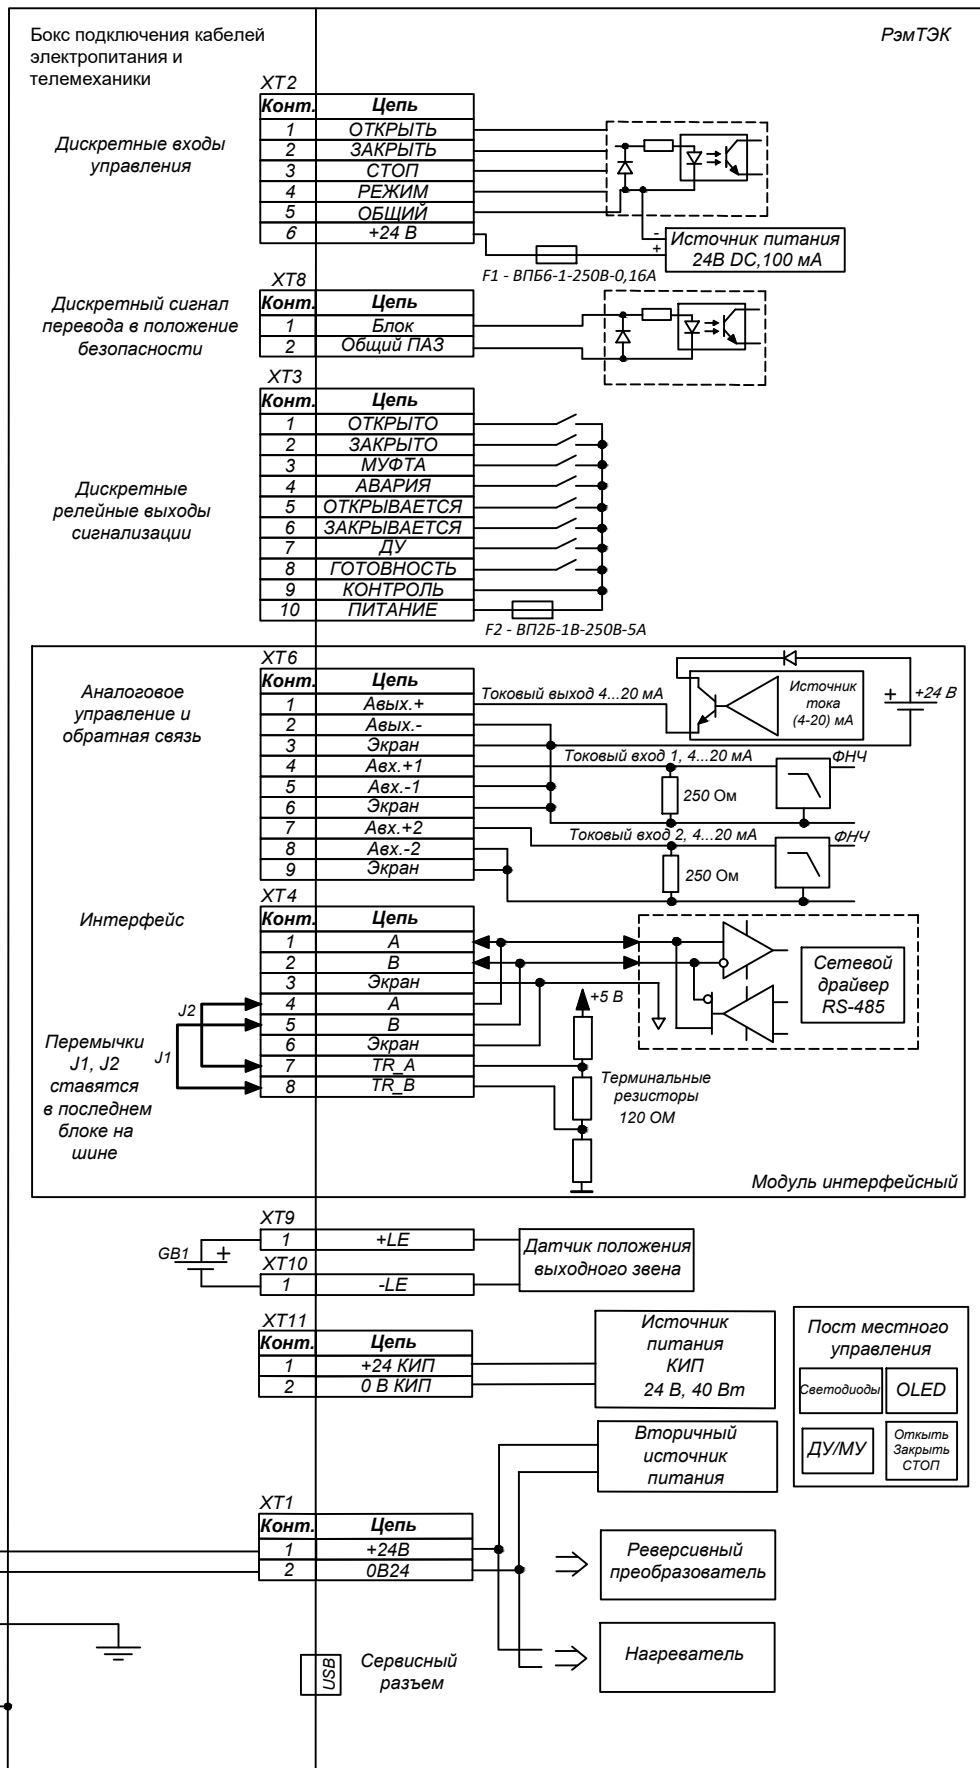 Бокс подключения кабелей
электропитания и
телемеханики
РэмТЭК
XT2
Конт. Цепь
Дискретные входы
управления
1 ОТКРЫТЬ
2 ЗАКРЫТЬ
3 СТОП
4 РЕЖИМ
5 ОБЩИЙ
6 +24 В
- +
Источник питания
24В DC,100 мА
F1 - ВПБ6-1-250В-0,16А
XT8
Дискретный сигнал
перевода в положение
безопасности
Конт. Цепь
1 Блок
2 Общий ПАЗ
XT3
Конт. Цепь
Дискретные
релейные выходы
сигнализации
1 ОТКРЫТО
2 ЗАКРЫТО
3 МУФТА
4 АВАРИЯ
5 ОТКРЫВАЕТСЯ
6 ЗАКРЫВАЕТСЯ
7 ДУ
8 ГОТОВНОСТЬ
9 КОНТРОЛЬ
10 ПИТАНИЕ
F2 - ВП2Б-1В-250В-5А
XT6
Аналоговое
управление и
обратная связь
Конт. Цепь
1 Авых.+
2 Авых.-
3 Экран
4 Авх.+1
5 Авх.-1
6 Экран
7 Авх.+2
8 Авх.-2
9 Экран
Токовый выход 4...20 мА
Источник
тока
(4-20) мА
+ +24 В
Токовый вход 1, 4...20 мА
ФНЧ
250 Ом
Токовый вход 2, 4...20 мА
ФНЧ
250 Ом
XT4
Интерфейс
Конт. Цепь
1 A
2 B
3 Экран
4 A
5 B
6 Экран
7 TR_A
8 TR_B
J2
J1
Перемычки
J1, J2
ставятся
в последнем
блоке на
шине
+5 В
Сетевой
драйвер
RS-485
Терминальные
резисторы
120 ОМ
Модуль интерфейсный
XT9
1 +LE
GB1 +
XT10
1 -LE
Датчик положения
выходного звена
XT11
Конт. Цепь
1 +24 КИП
2 0 В КИП
Источник
питания
КИП
24 В, 40 Вт
Пост местного
управления
Светодиоды OLED
ДУ/МУ
Откыть
Закрыть
СТОП
Вторичный
источник
питания
XT1
Конт. Цепь
1 +24В
2 0В24
Реверсивный
преобразователь
Нагреватель
USB
Сервисный
разъем